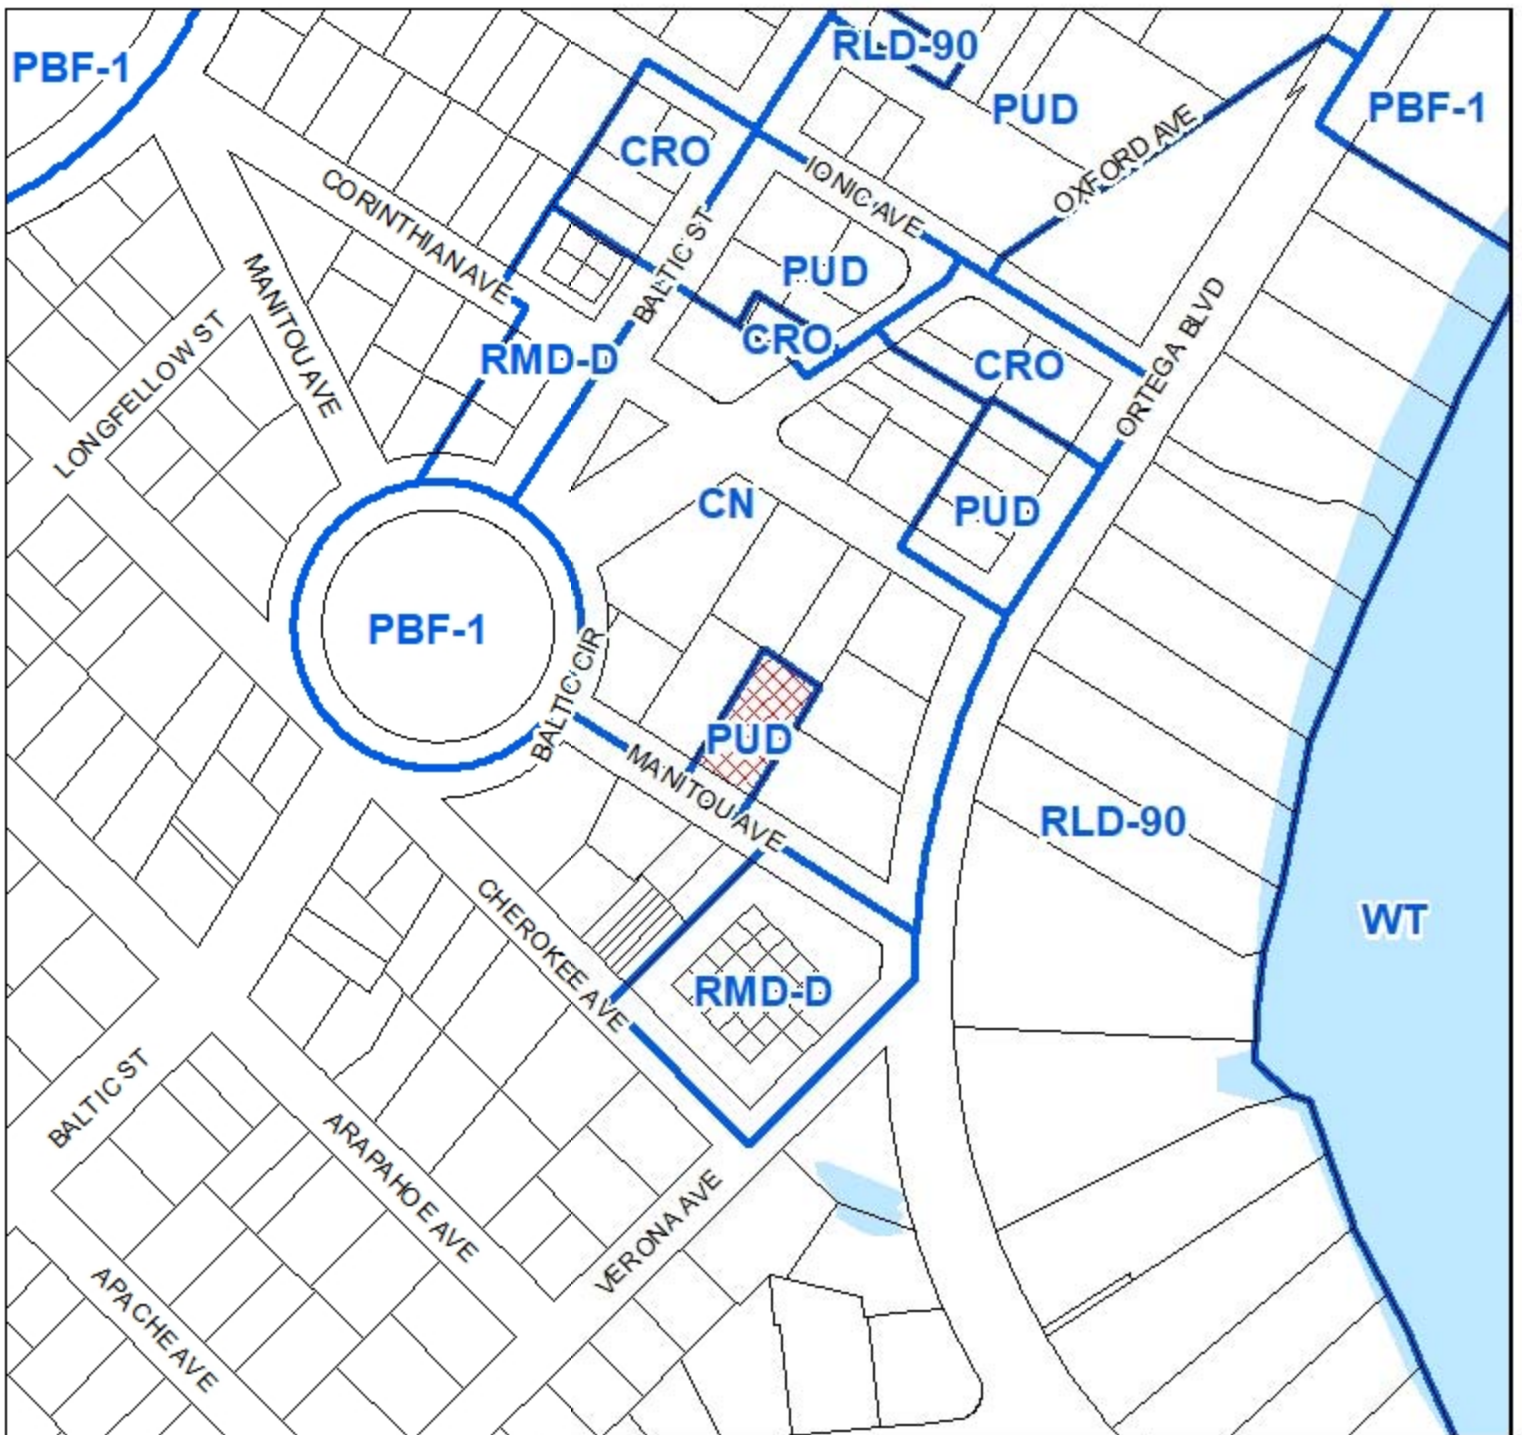 PBF-1
RLD-90
PUD
PBF-1
CRO
OXFORD AVE
IONIC AVE
CORINTHIAN AVE
BALTIC ST
PUD
MANITOU AVE
CRO
RMD-D
CRO
ORTEGA BLVD
LONGFELLOW ST
CN
PUD
PBF-1
BALTIC CIR
PUD
MANITOU AVE
RLD-90
WT
CHEROKEE AVE
RMD-D
BALTIC ST
ARAPAHOE AVE
VERONA AVE
APACHE AVE